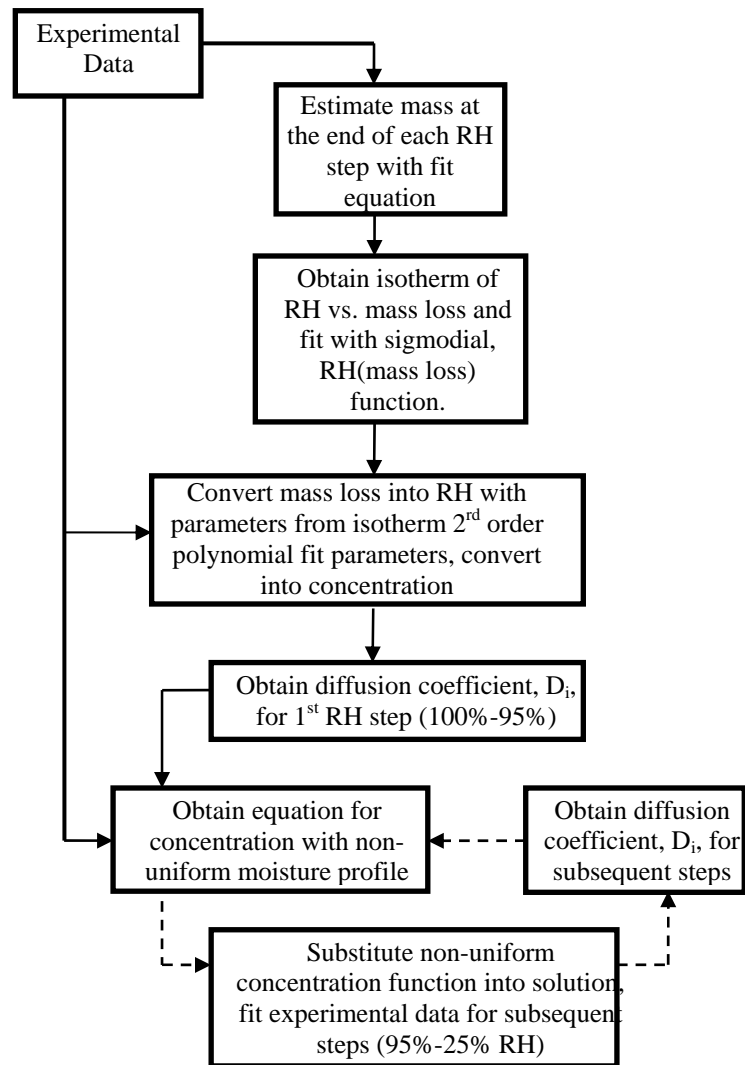 Experimental
Data
Estimate mass at
the end of each RH
step with fit
equation
Obtain isotherm of
RH vs. mass loss and
fit with sigmodial,
RH(mass loss)
function.
Convert mass loss into RH with
parameters from isotherm 2rd order
polynomial fit parameters, convert
into concentration
Obtain diffusion coefficient, Di,
for 1st RH step (100%-95%)
Obtain equation for
concentration with non-
uniform moisture profile
Obtain diffusion
coefficient, Di, for
subsequent steps
Substitute non-uniform
concentration function into solution,
fit experimental data for subsequent
steps (95%-25% RH)